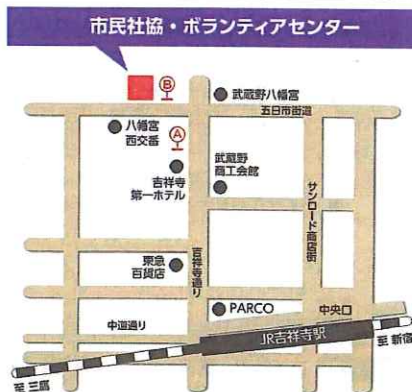 市民社協・ボランティアセンター
B
武蔵野八幡宮
五日市街道
八幡宮
西交番
A
武蔵野
商工会館
吉祥寺
第一ホテル
サンロード商店街
吉祥寺通り
東急
百貨店
PARCO
中央口
中道通り
JR吉祥寺駅
至 新宿
至 三鷹